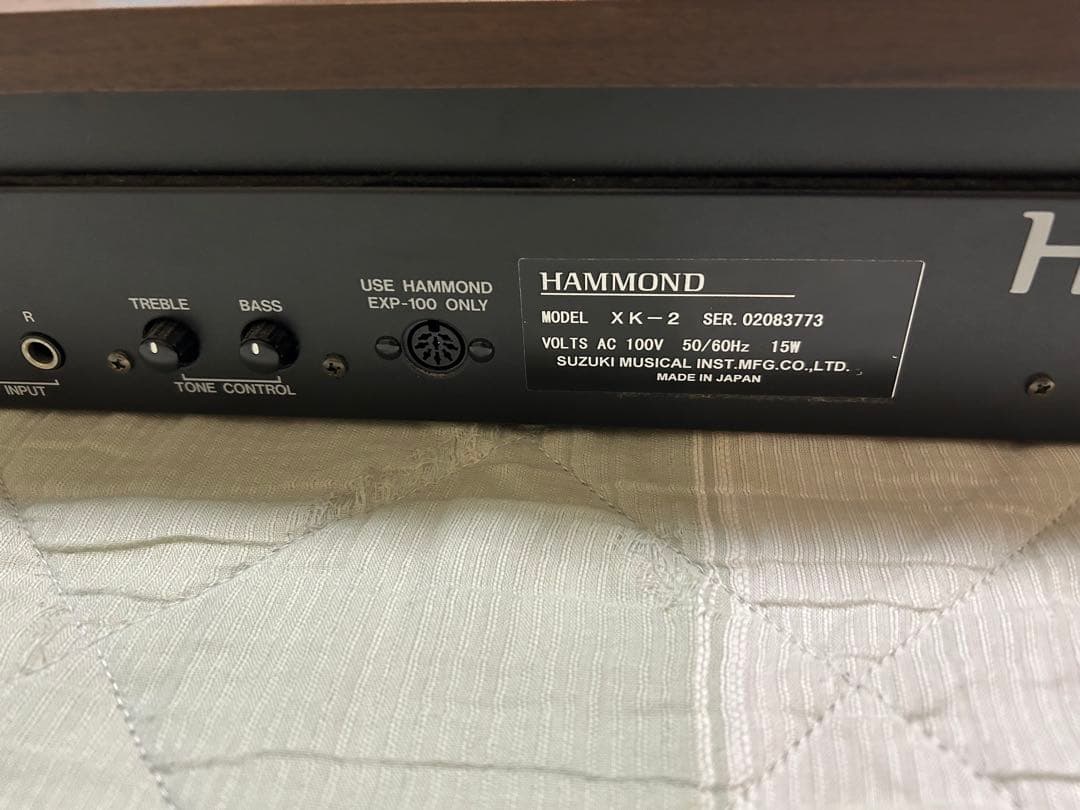 R
INPUT
TREBLE BASS
TONE CONTROL
USE HAMMOND
EXP-100 ONLY
HAMMOND
MODEL XK-2 SER. 02083773
VOLTS AC 100V 50/60Hz 15W
SUZUKI MUSICAL INST.MFG.CO.,LTD.
MADE IN JAPAN
H